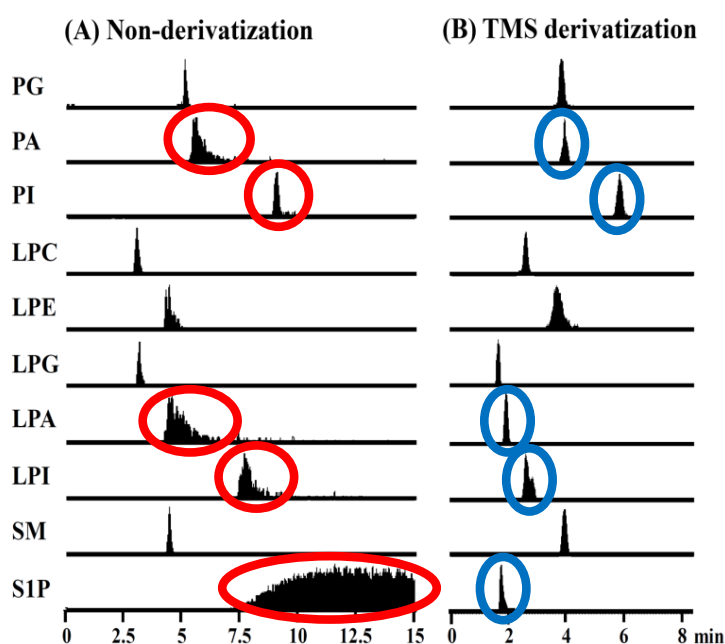 (A) Non-derivatization (B) TMS derivatization
PG
PA
PI
LPC
LPE
LPG
LPA
LPI
SM
S1P
0 2.5 5 7.5 10 12.5 15 0 2 4 6 8 min